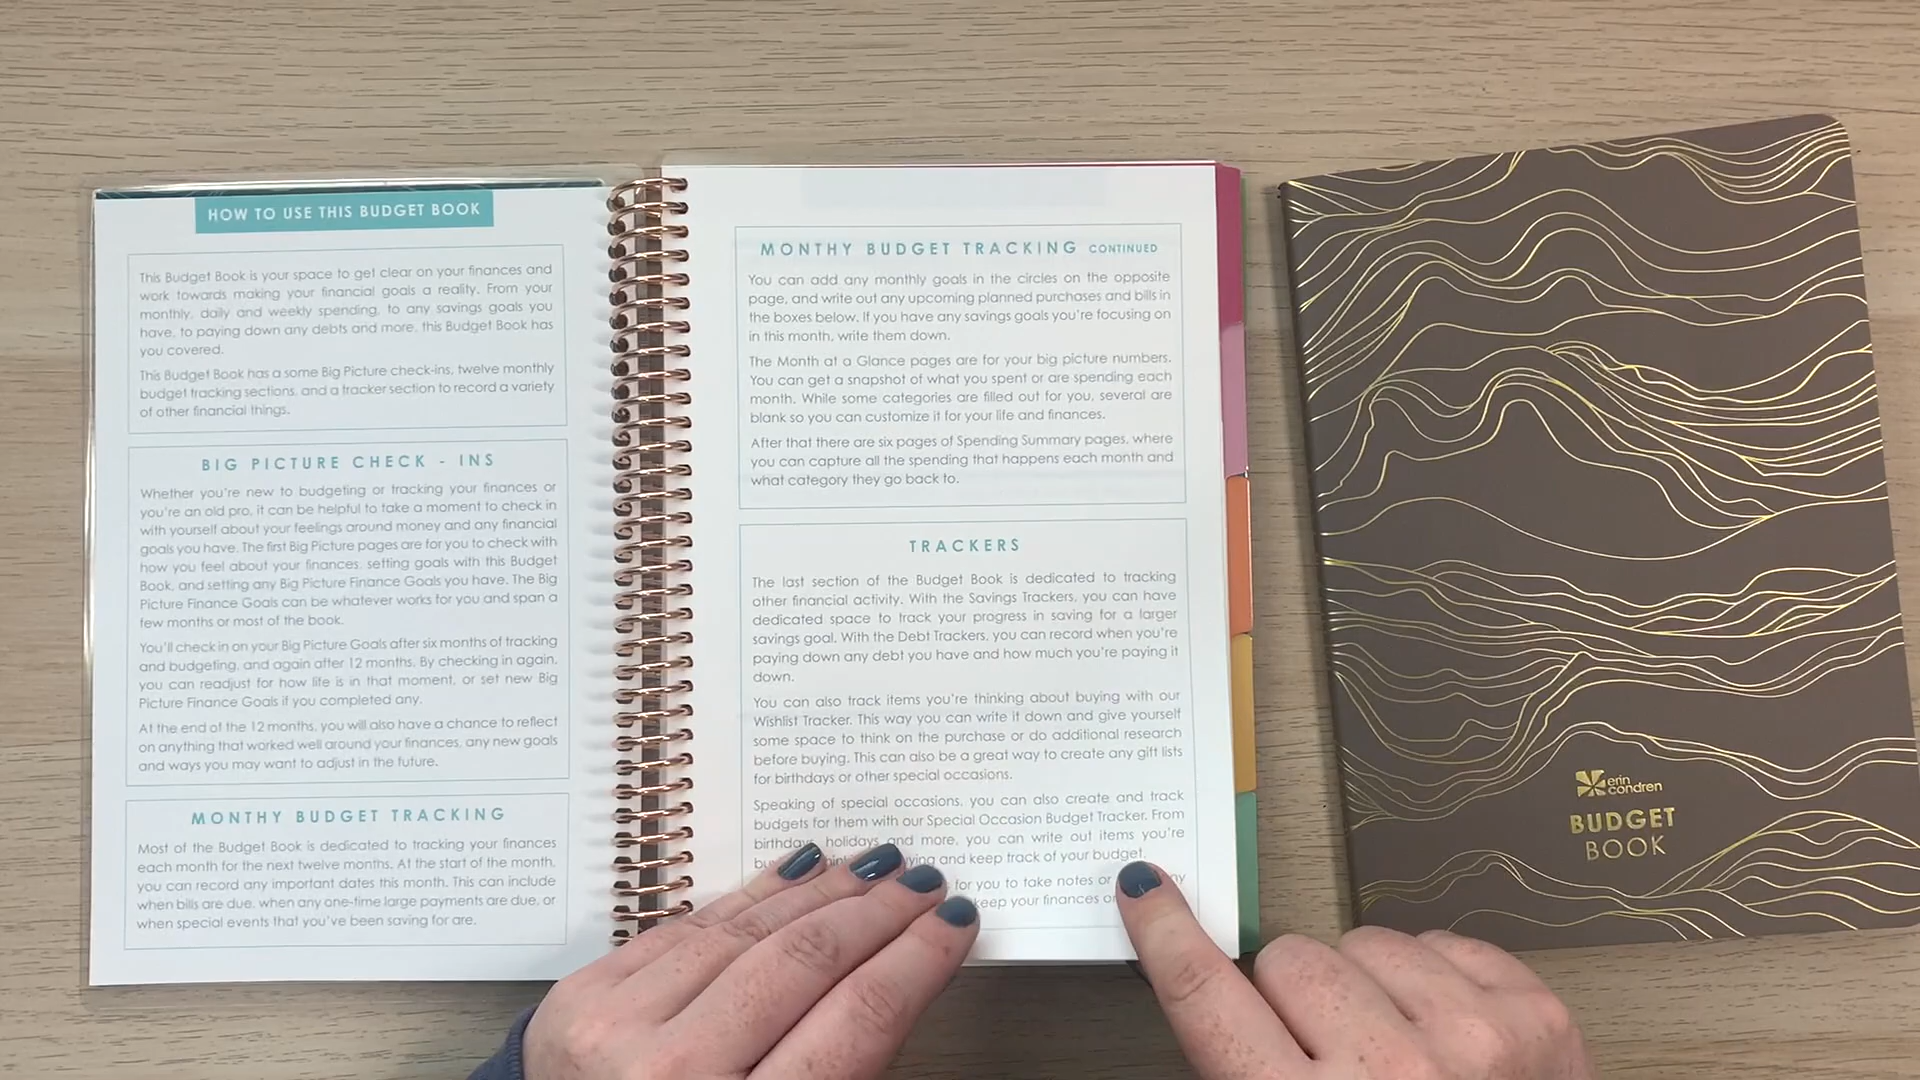 HOW TO USE THIS BUDGET BOOK
This Budget Book is your space to get clear on your finances and
work towards making your financial goals a reality. From your
monthly, daily and weekly spending, to any savings goals you
have, to paying down any debts and more, this Budget Book has
you covered.
This Budget Book has a some Big Picture check-ins, twelve monthly
budget tracking sections, and a tracker section to record a variety
of other financial things.
BIG PICTURE CHECK - INS
Whether you're new to budgeting or tracking your finances or
you're an old pro, it can be helpful to take a moment to check in
with yourself about your feelings around money and any financial
goals you have. The first Big Picture pages are for you to check with
how you feel about your finances, setting goals with this Budget
Book, and setting any Big Picture Finance Goals you have. The Big
Picture Finance Goals can be whatever works for you and span a
few months or most of the book.
You'll check in on your Big Picture Goals after six months of tracking
and budgeting, and again after 12 months. By checking in again,
you can readjust for how life is in that moment, or set new Big
Picture Finance Goals if you completed any.
At the end of the 12 months, you will also have a chance to reflect
on anything that worked well around your finances, any new goals
and ways you may want to adjust in the future.
MONTHY BUDGET TRACKING
Most of the Budget Book is dedicated to tracking your finances
each month for the next twelve months. At the start of the month,
you can record any important dates this month. This can include
when bills are due, when any one-time large payments are due, or
when special events that you've been saving for are.
MONTHY BUDGET TRACKING CONTINUED
You can add any monthly goals in the circles on the opposite
page, and write out any upcoming planned purchases and bills in
the boxes below. If you have any savings goals you're focusing on
in this month, write them down.
The Month at a Glance pages are for your big picture numbers.
You can get a snapshot of what you spent or are spending each
month. While some categories are filled out for you, several are
blank so you can customize it for your life and finances.
After that there are six pages of Spending Summary pages, where
you can capture all the spending that happens each month and
what category they go back to.
TRACKERS
The last section of the Budget Book is dedicated to tracking
other financial activity. With the Savings Trackers, you can have
dedicated space to track your progress in saving for a larger
savings goal. With the Debt Trackers, you can record when you're
paying down any debt you have and how much you're paying it
down.
You can also track items you're thinking about buying with our
Wishlist Tracker. This way you can write it down and give yourself
some space to think on the purchase or do additional research
before buying. This can also be a great way to create any gift lists
for birthdays or other special occasions.
Speaking of special occasions, you can also create and track
budgets for them with our Special Occasion Budget Tracker. From
birthdays, holidays and more, you can write out items you're
and keep track of your budget.
for you to take notes or
keep your finances
erin
condren
BUDGET
BOOK